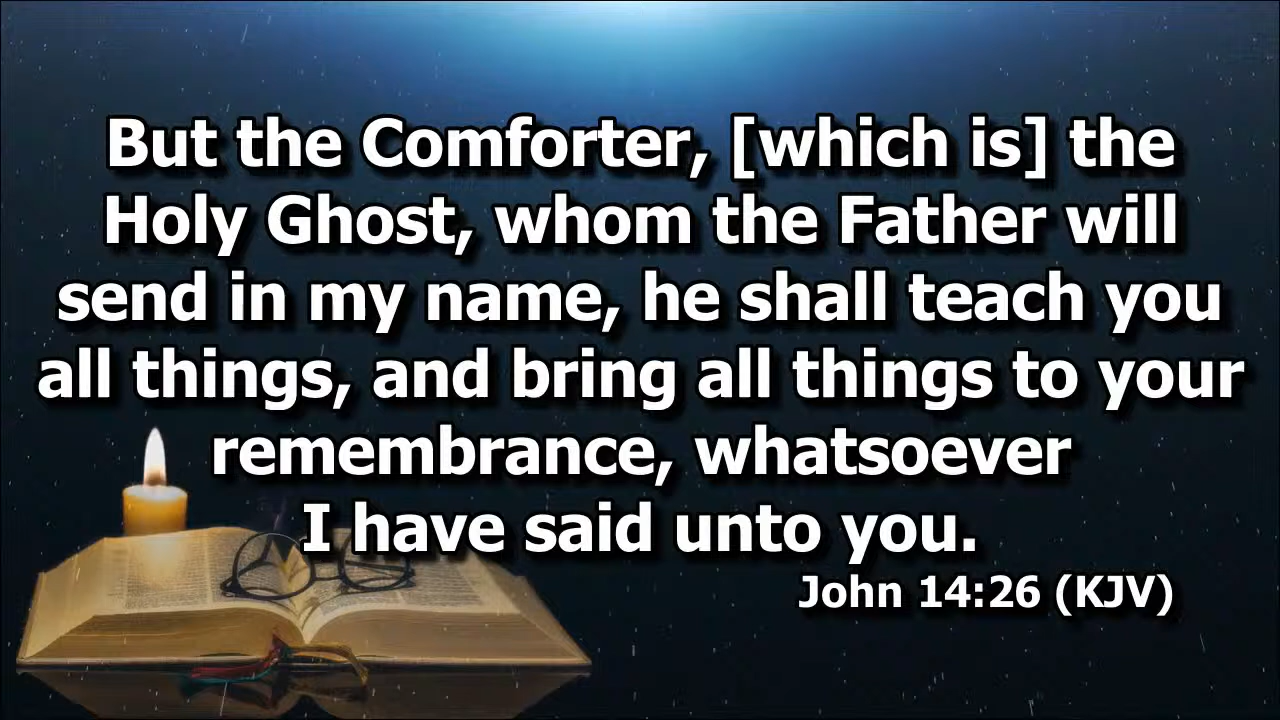 But the Comforter, [which is] the
Holy Ghost, whom the Father will
send in my name, he shall teach you
all things, and bring all things to your
remembrance, whatsoever
I have said unto you.
John 14:26 (KJV)